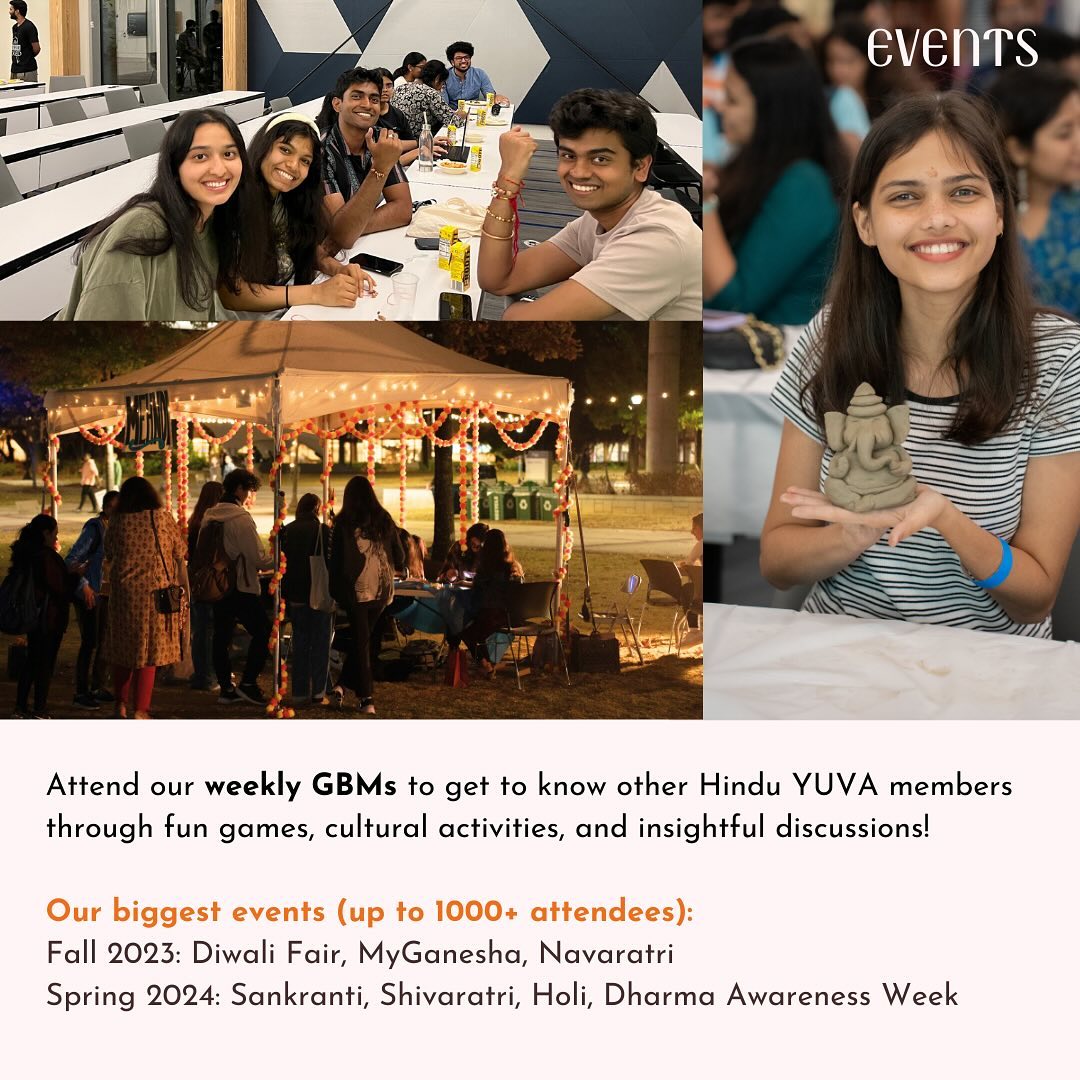 EVENTS
MEHNDI
Attend our weekly GBMs to get to know other Hindu YUVA members
through fun games, cultural activities, and insightful discussions!
Our biggest events (up to 1000+ attendees):
Fall 2023: Diwali Fair, MyGanesha, Navaratri
Spring 2024: Sankranti, Shivaratri, Holi, Dharma Awareness Week